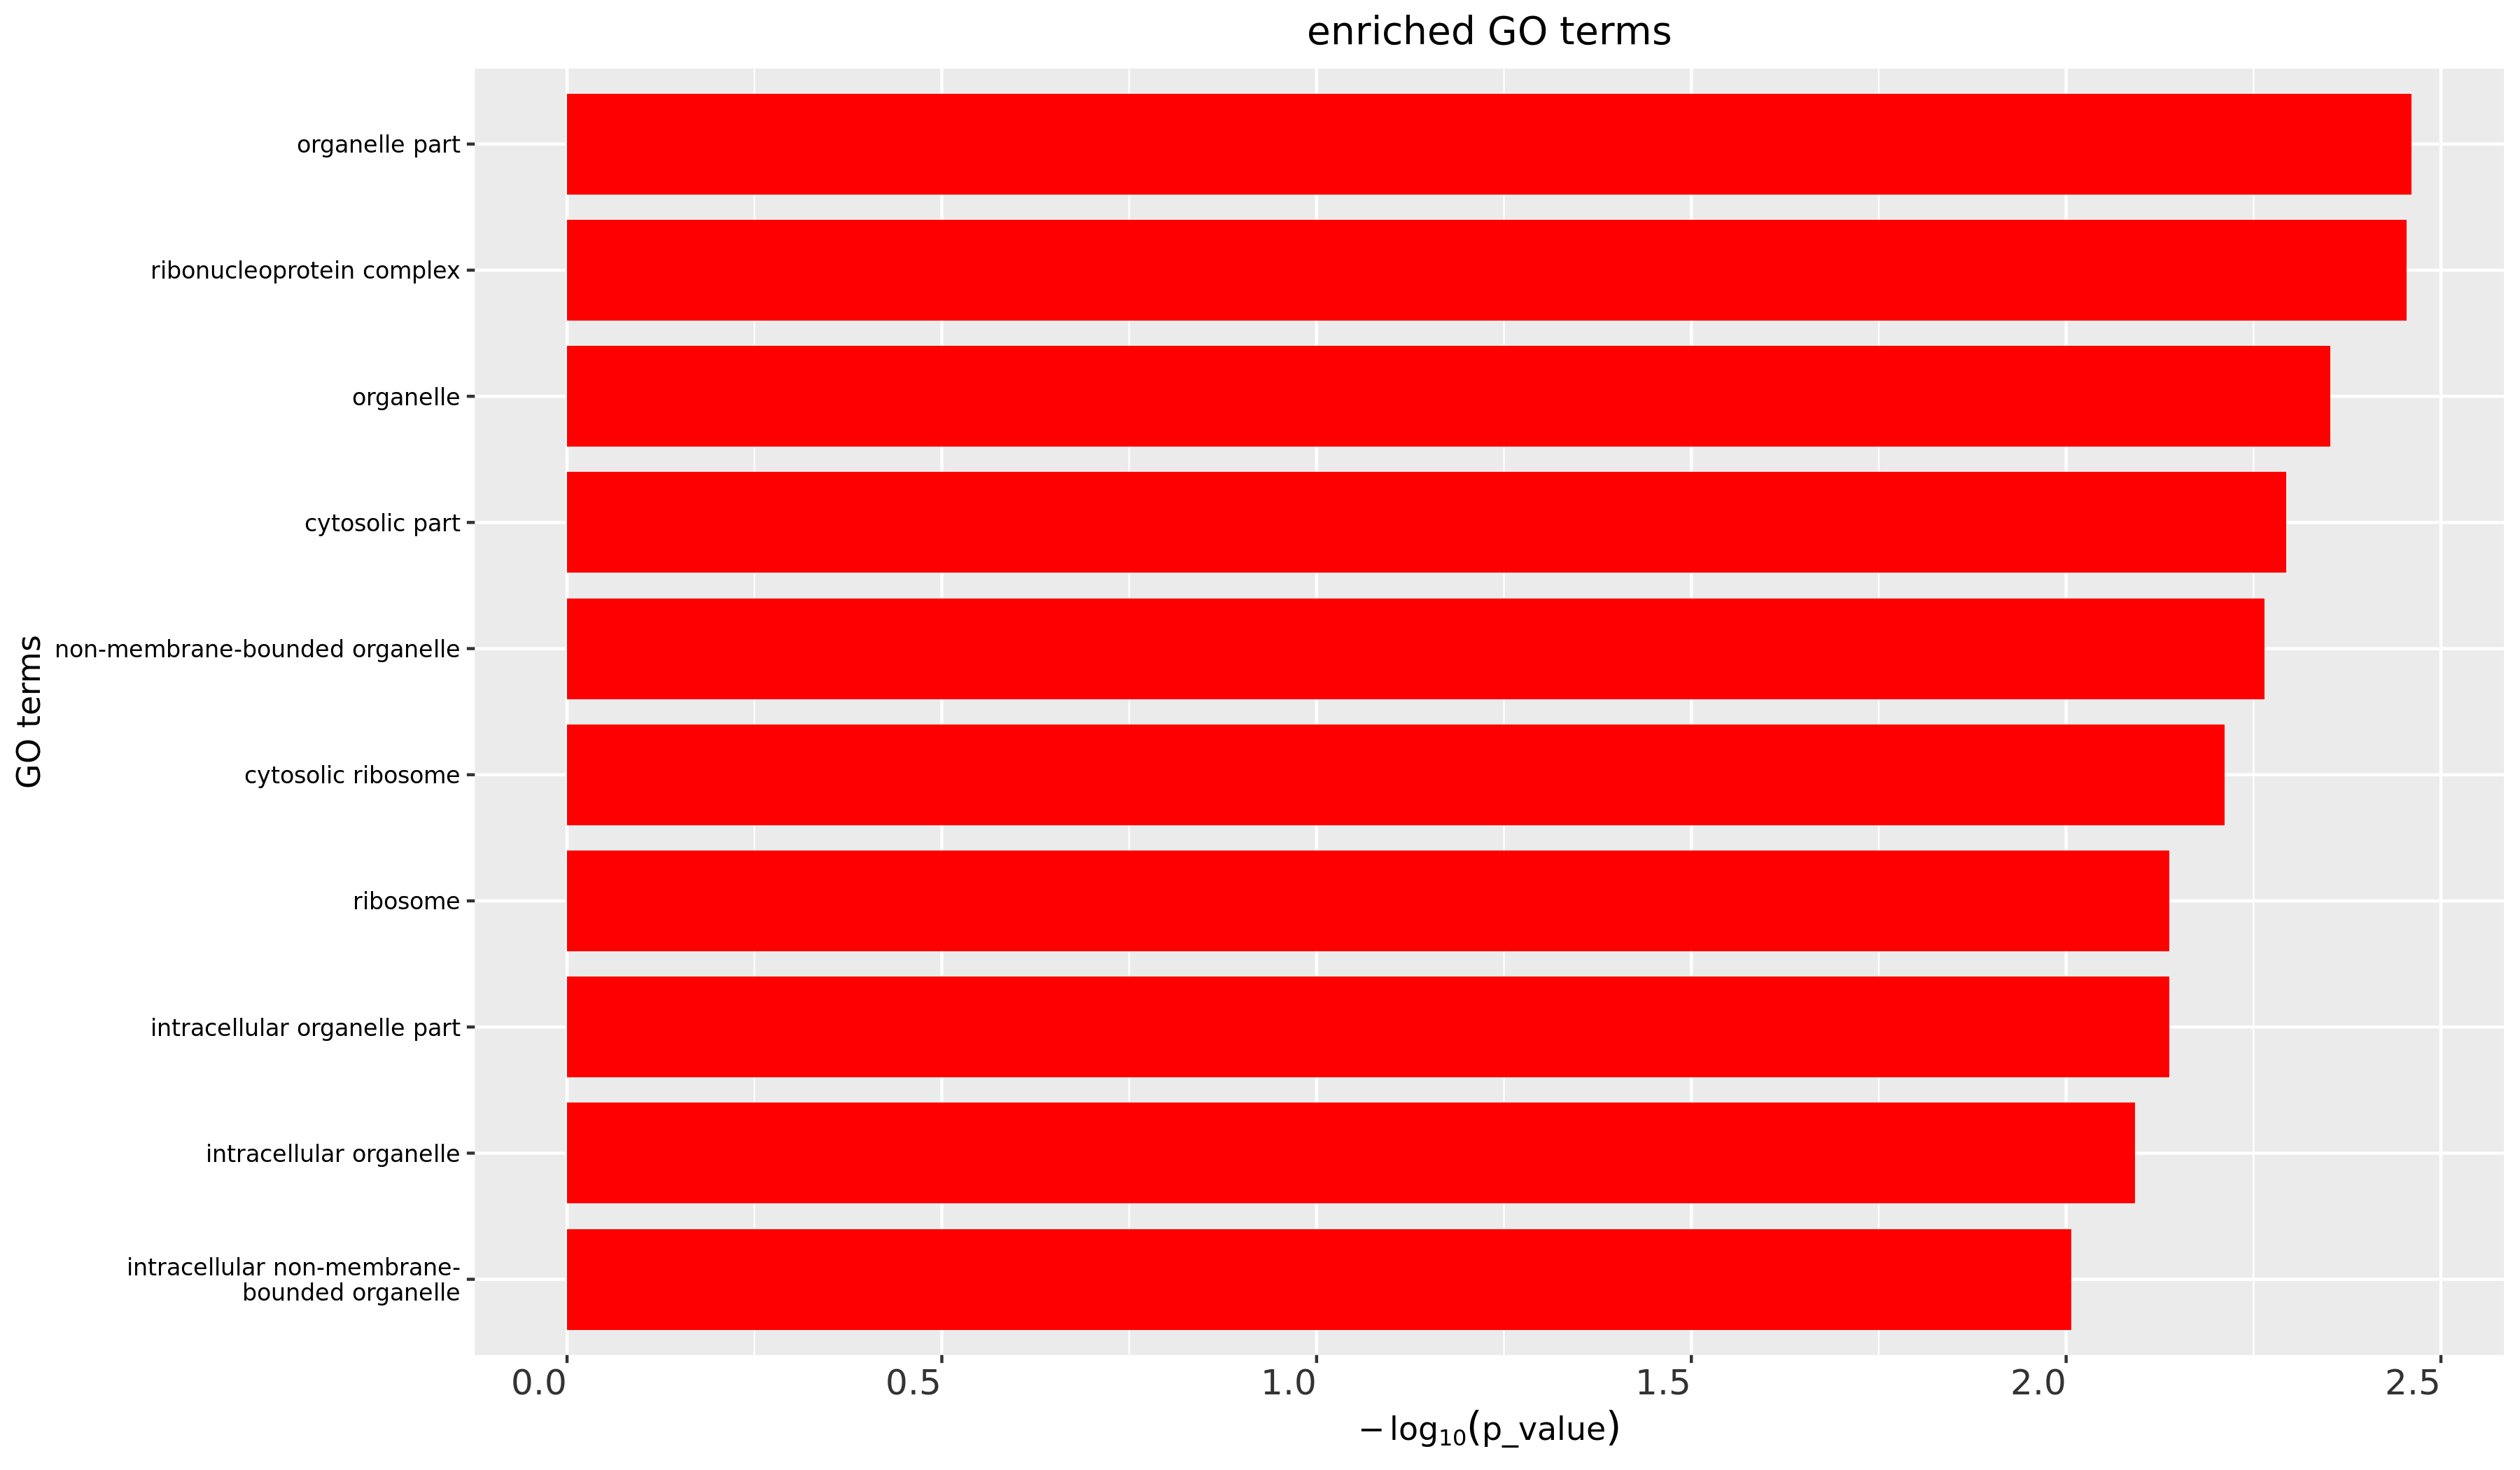 enriched GO terms
organelle part
ribonucleoprotein complex
organelle
cytosolic part
non-membrane-bounded organelle
cytosolic ribosome
ribosome
intracellular organelle part
intracellular organelle
intracellular non-membrane-
bounded organelle
GO terms
0.0 0.5 1.0 1.5 2.0 2.5
−log₁₀(p_value)